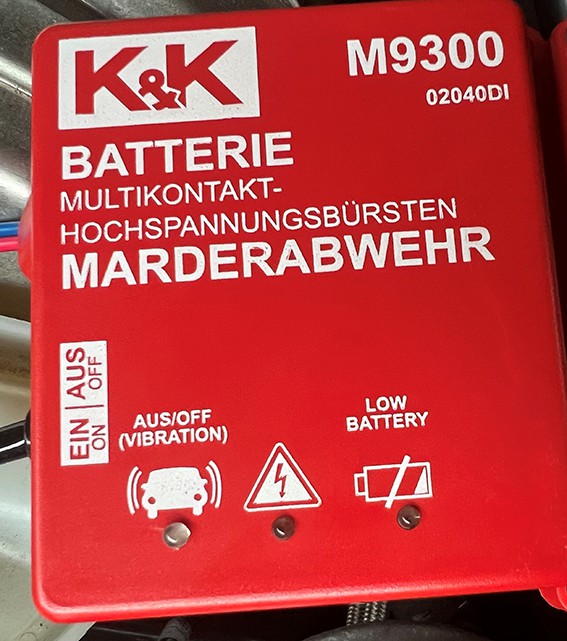 K&K
M9300
02040DI
BATTERIE
MULTIKONTAKT-
HOCHSPANNUNGSBÜRSTEN
MARDERABWEHR
EIN | AUS
ON | OFF
AUS/OFF
(VIBRATION)
LOW
BATTERY